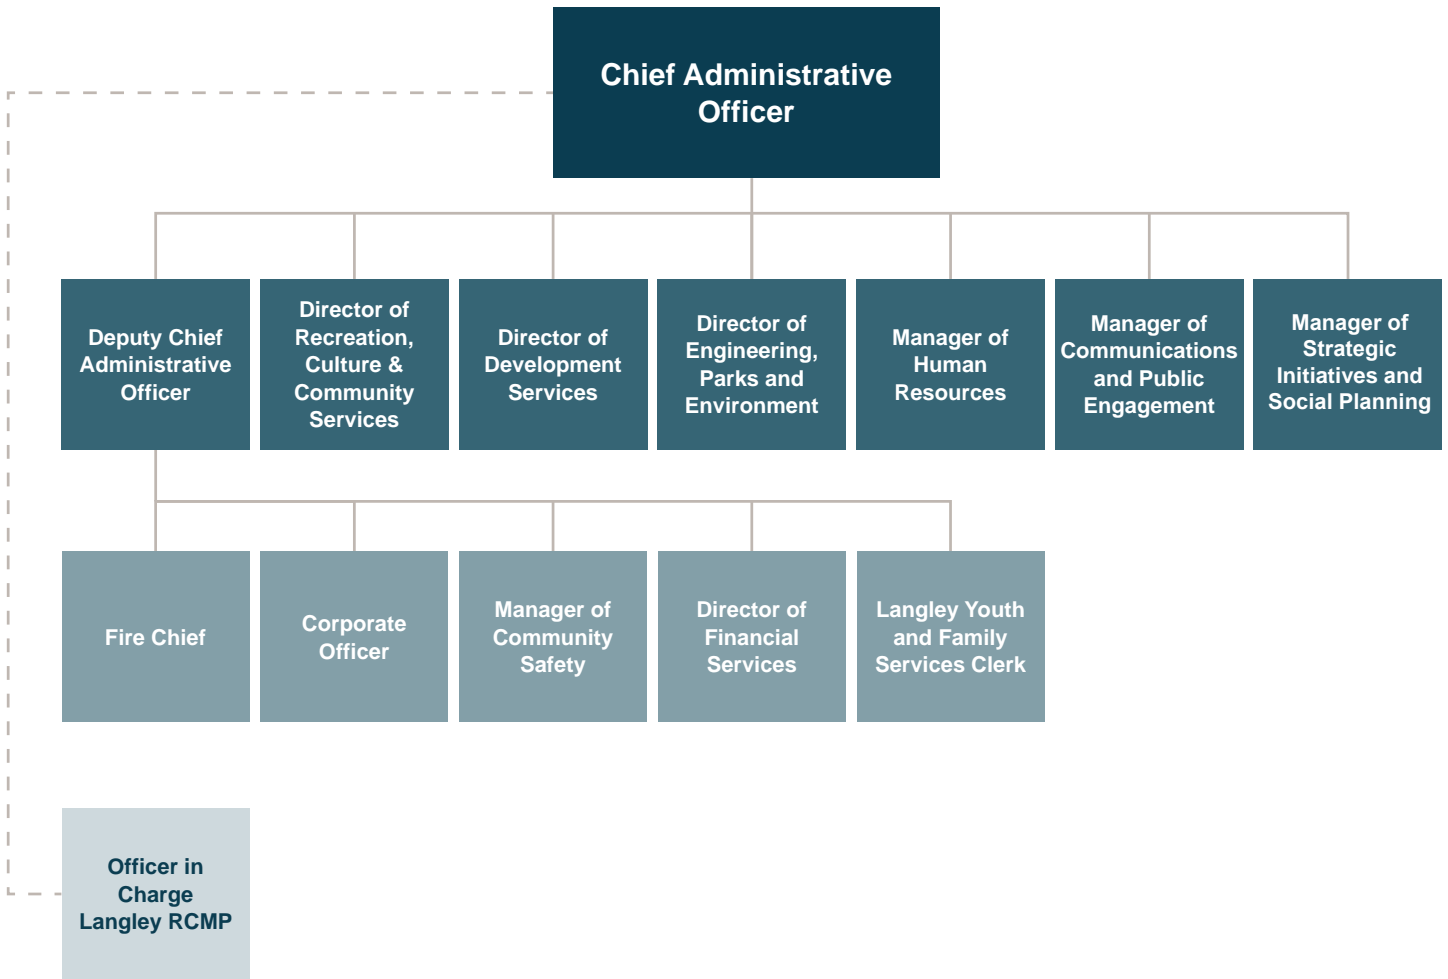 Chief Administrative
Officer
Deputy Chief
Administrative
Officer
Director of
Recreation,
Culture &
Community
Services
Director of
Development
Services
Director of
Engineering,
Parks and
Environment
Manager of
Human
Resources
Manager of
Communications
and Public
Engagement
Manager of
Strategic
Initiatives and
Social Planning
Fire Chief
Corporate
Officer
Manager of
Community
Safety
Director of
Financial
Services
Langley Youth
and Family
Services Clerk
Officer in
Charge
Langley RCMP